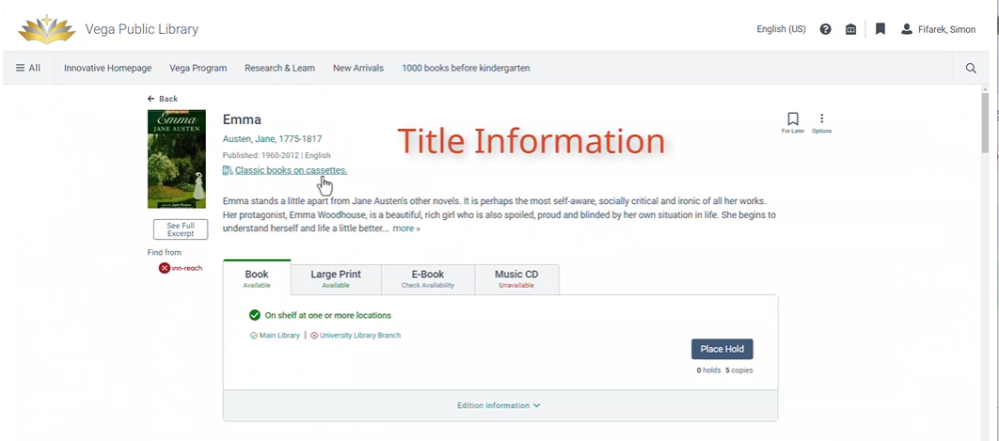 Vega Public Library
English (US)
Fifarek, Simon
All
Innovative Homepage
Vega Program
Research & Learn
New Arrivals
1000 books before kindergarten
Back
Emma
JANE AUSTEN
See Full
Excerpt
Find from
inn-reach
Emma
Austen, Jane, 1775-1817
Published: 1960-2012 | English
Classic books on cassettes.
Title Information
For Later
Options
Emma stands a little apart from Jane Austen's other novels. It is perhaps the most self-aware, socially critical and ironic of all her works.
Her protagonist, Emma Woodhouse, is a beautiful, rich girl who is also spoiled, proud and blinded by her own situation in life. She begins to
understand herself and life a little better... more »
Book
Available
Large Print
Available
E-Book
Check Availability
Music CD
Unavailable
On shelf at one or more locations
Main Library | University Library Branch
Place Hold
0 holds 5 copies
Edition information